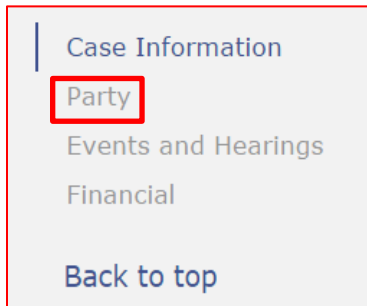 Case Information
Party
Events and Hearings
Financial
Back to top